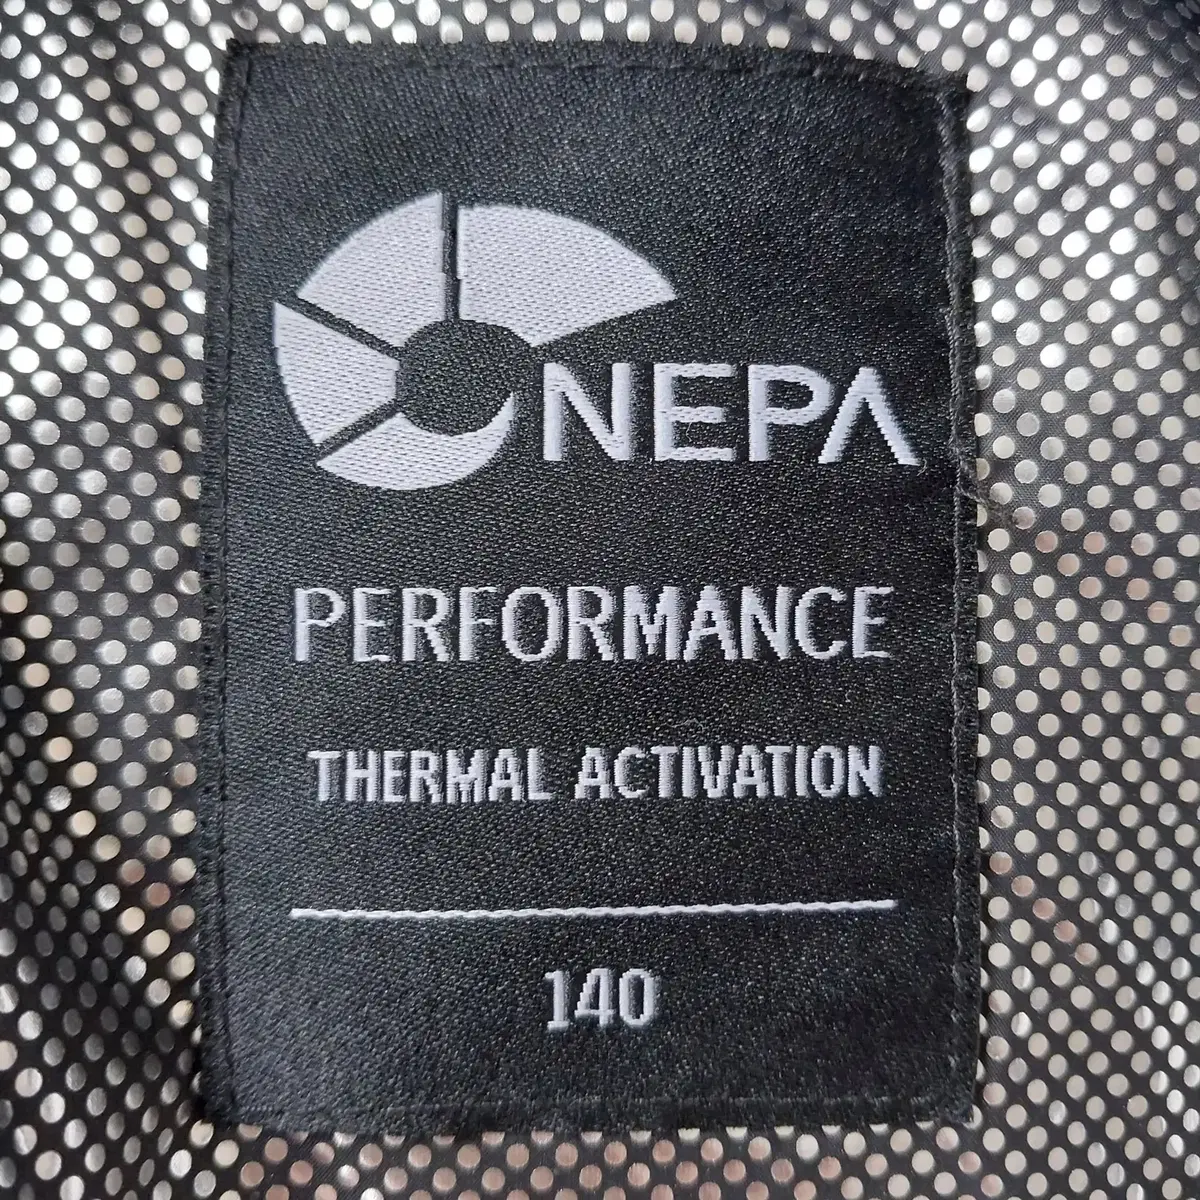 NEPA
PERFORMANCE
THERMAL ACTIVATION
140